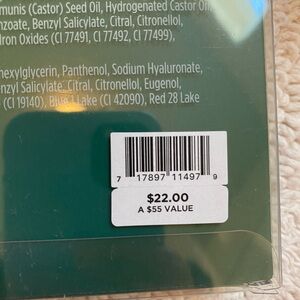 munis (Castor) Seed Oil, Hydrogenated Castor Oil,
nzoate, Benzyl Salicylate, Citral, Citronellol,
Iron Oxides (CI 77491, CI 77492, CI 77499),
hexylglycerin, Panthenol, Sodium Hyaluronate,
nzyl Salicylate, Citral, Citronellol, Eugenol,
(CI 19140), Blue 1 Lake (CI 42090), Red 28 Lake
7 17897 11497 9
$22.00
A $55 VALUE